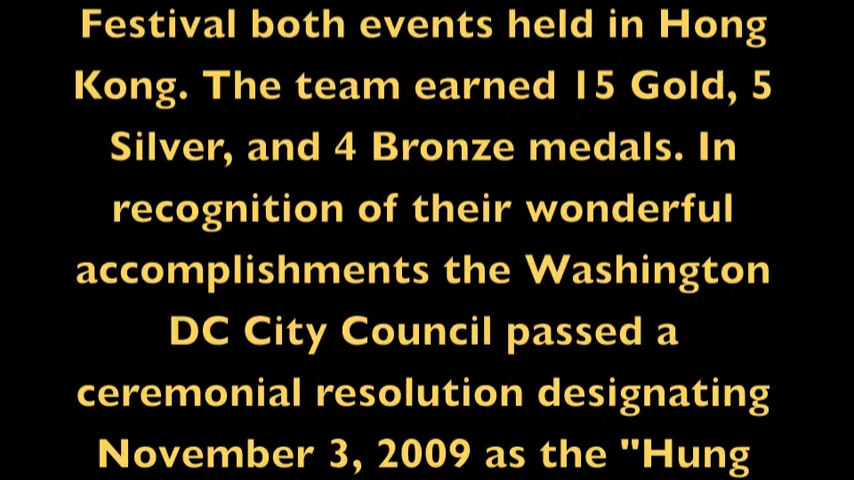 Festival both events held in Hong
Kong. The team earned 15 Gold, 5
Silver, and 4 Bronze medals. In
recognition of their wonderful
accomplishments the Washington
DC City Council passed a
ceremonial resolution designating
November 3, 2009 as the "Hung